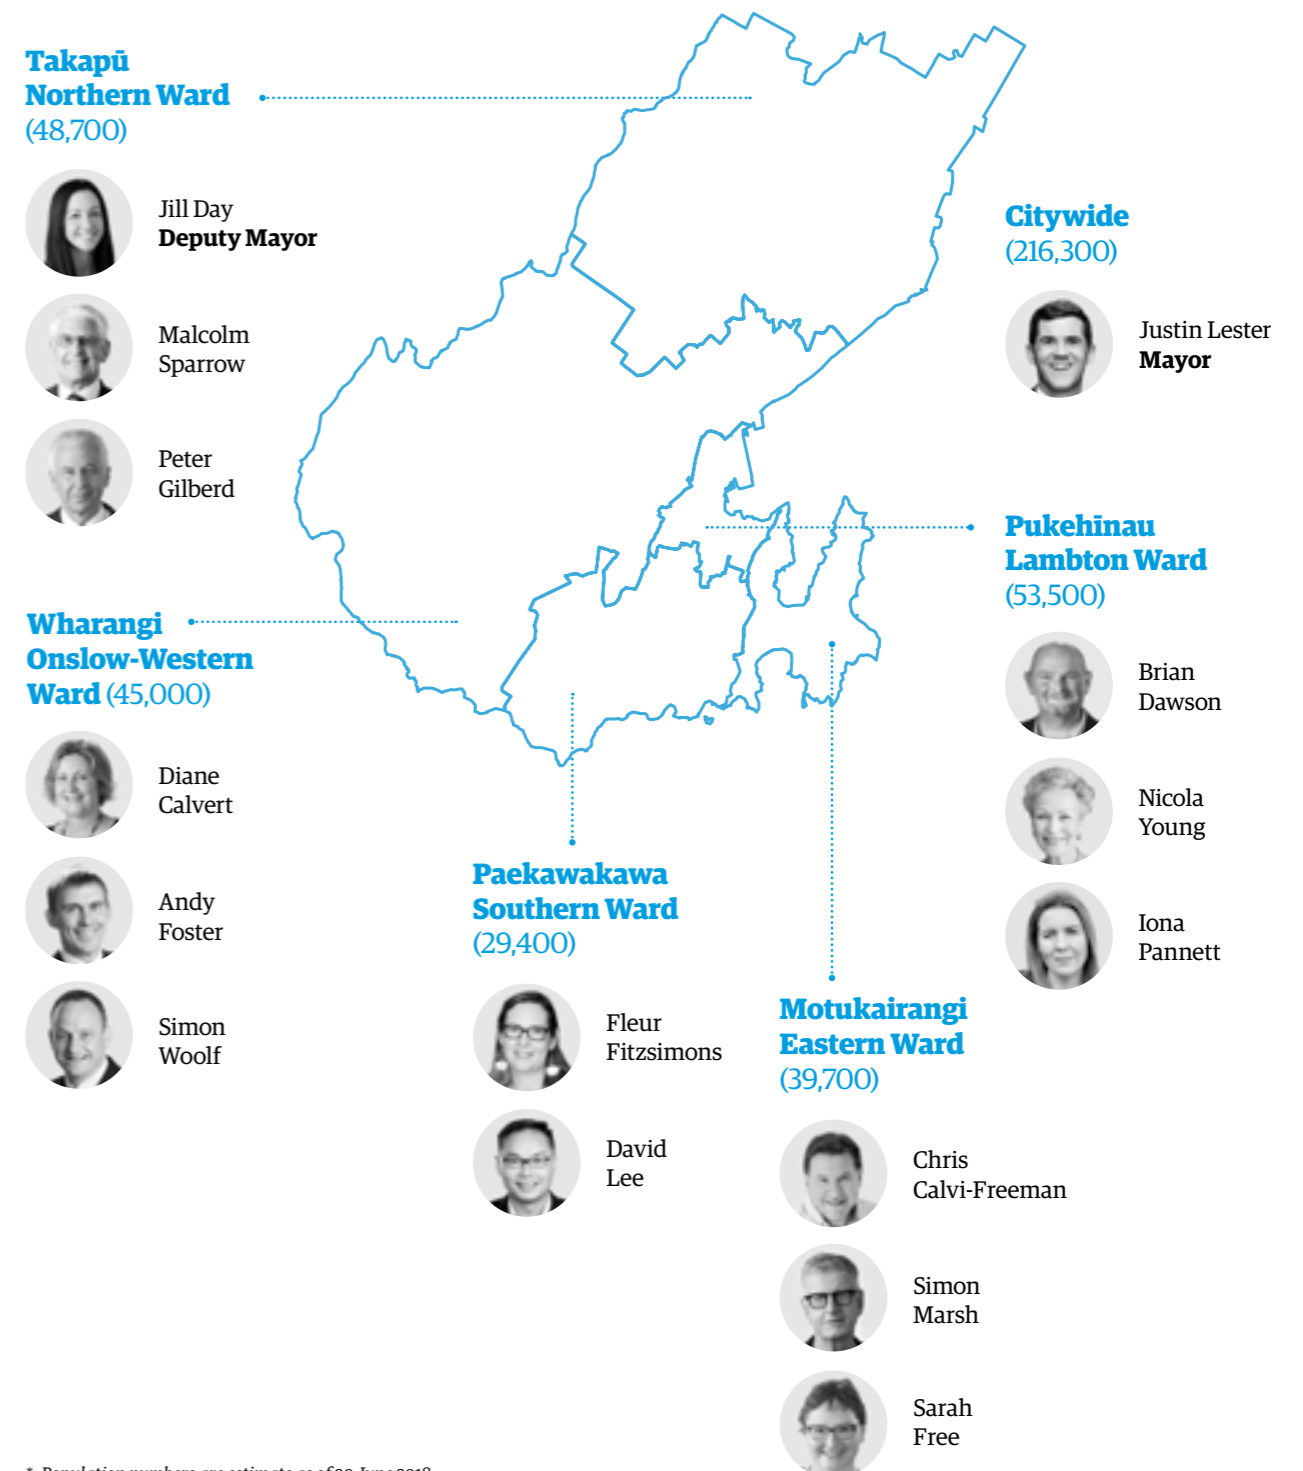 Takapū
Northern Ward
(48,700)
Jill Day
Deputy Mayor
Malcolm
Sparrow
Peter
Gilberd
Citywide
(216,300)
Justin Lester
Mayor
Pukehīnau
Lambton Ward
(53,500)
Brian
Dawson
Nicola
Young
Iona
Pannett
Wharangi
Onslow-Western
Ward (45,000)
Diane
Calvert
Andy
Foster
Simon
Woolf
Paekawakawa
Southern Ward
(29,400)
Fleur
Fitzsimons
David
Lee
Motukairangi
Eastern Ward
(39,700)
Chris
Calvi-Freeman
Simon
Marsh
Sarah
Free